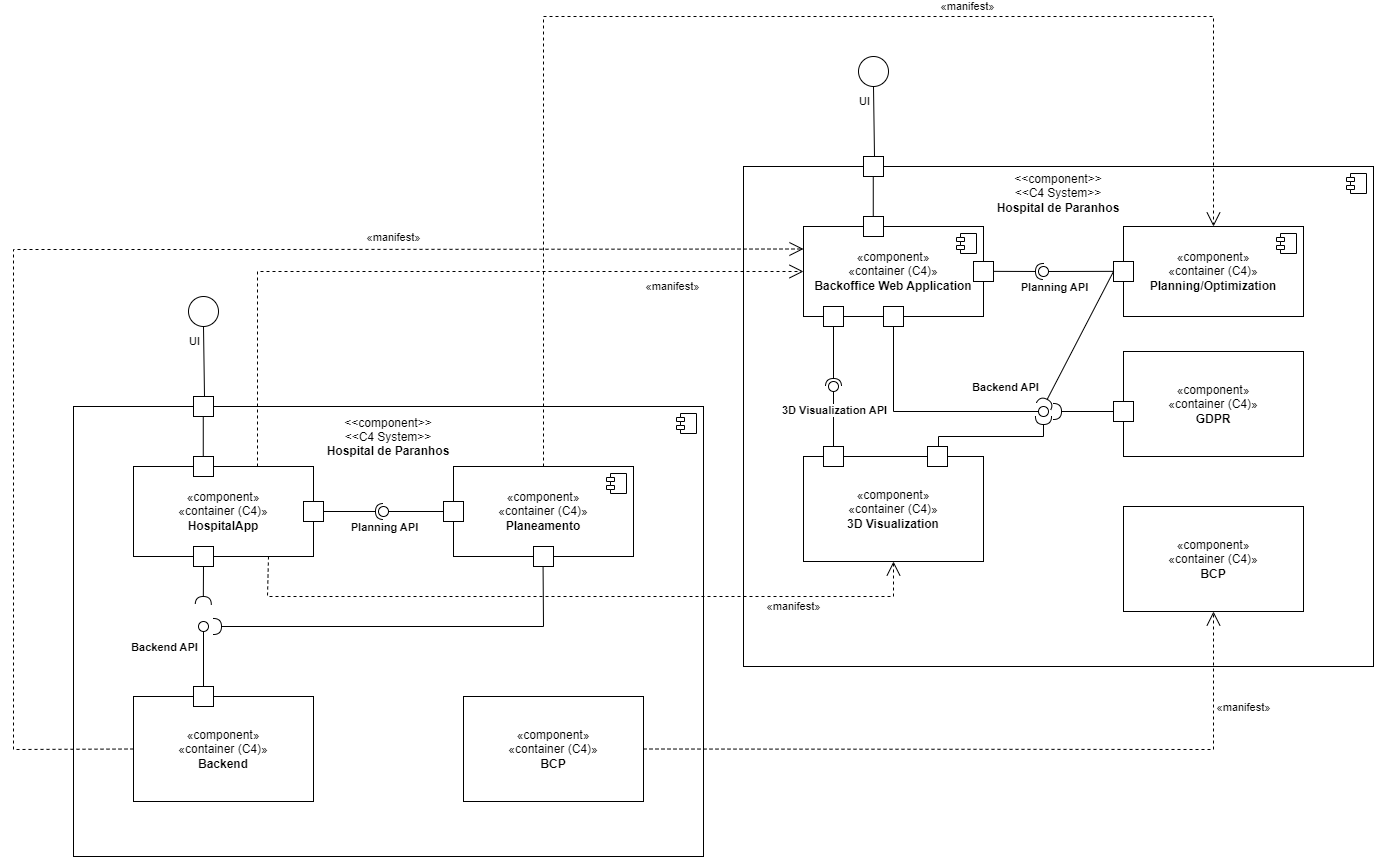 «manifest»
UI
<<component>>
<<C4 System>>
Hospital de Paranhos
«manifest»
«component»
«container (C4)»
Backoffice Web Application
Planning API
«component»
«container (C4)»
Planning/Optimization
«manifest»
UI
Backend API
3D Visualization API
«component»
«container (C4)»
GDPR
<<component>>
<<C4 System>>
Hospital de Paranhos
«component»
«container (C4)»
HospitalApp
Planning API
«component»
«container (C4)»
Planeamento
«component»
«container (C4)»
3D Visualization
«component»
«container (C4)»
BCP
«manifest»
Backend API
«manifest»
«component»
«container (C4)»
Backend
«component»
«container (C4)»
BCP